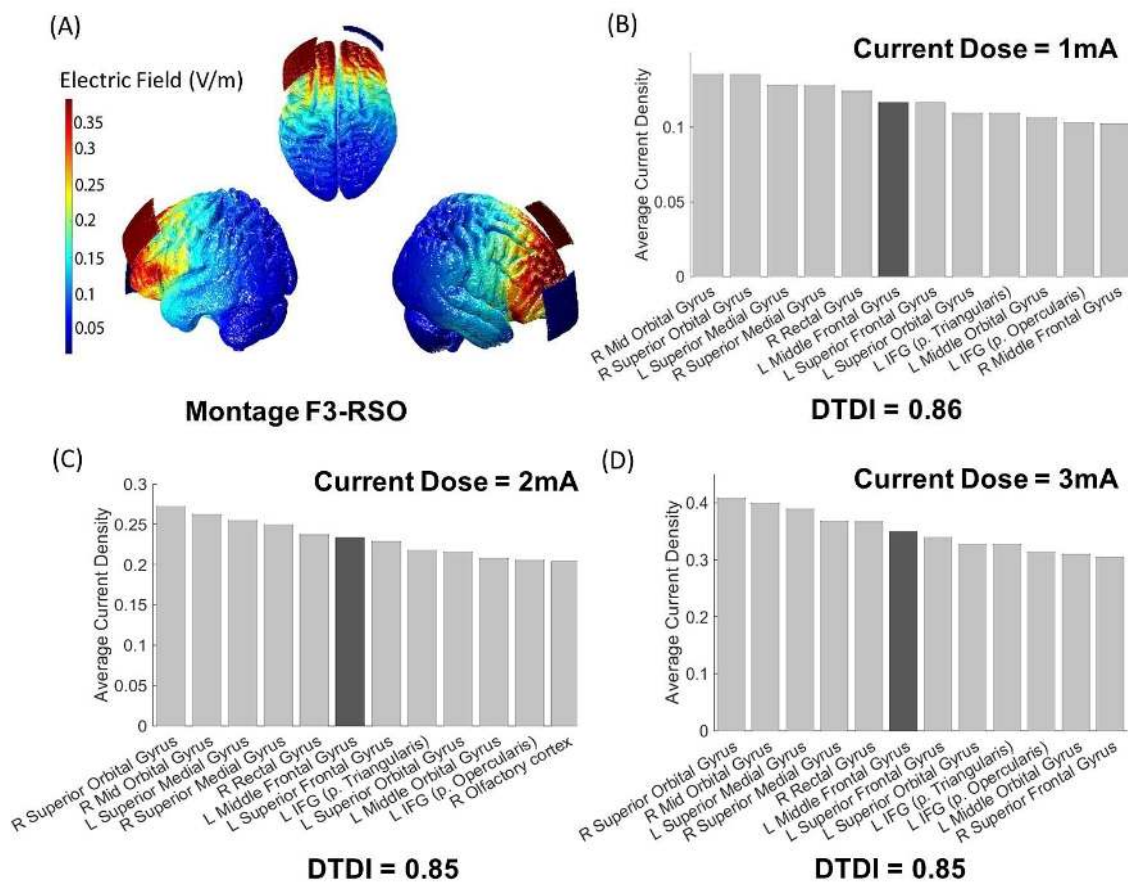 (A)
Electric Field (V/m)
0.35
0.3
0.25
0.2
0.15
0.1
0.05
Montage F3-RSO
(B)
Current Dose = 1mA
Average Current Density
0.1
0.05
0
R Mid Orbital Gyrus
R Superior Orbital Gyrus
L Superior Medial Gyrus
R Superior Medial Gyrus
R Rectal Gyrus
L Middle Frontal Gyrus
L Superior Frontal Gyrus
L Superior Orbital Gyrus
L IFG (p. Triangularis)
L Middle Orbital Gyrus
L IFG (p. Opercularis)
R Middle Frontal Gyrus
DTDI = 0.86
(C)
Current Dose = 2mA
Average Current Density
0.3
0.25
0.2
0.15
0.1
0.05
0
R Superior Orbital Gyrus
R Mid Orbital Gyrus
L Superior Medial Gyrus
R Superior Medial Gyrus
R Rectal Gyrus
L Middle Frontal Gyrus
L Superior Frontal Gyrus
L IFG (p. Triangularis)
L Superior Orbital Gyrus
L Middle Orbital Gyrus
L IFG (p. Opercularis)
R Olfactory cortex
DTDI = 0.85
(D)
Current Dose = 3mA
Average Current Density
0.4
0.3
0.2
0.1
0
R Superior Orbital Gyrus
R Mid Orbital Gyrus
L Superior Medial Gyrus
R Superior Medial Gyrus
R Rectal Gyrus
L Middle Frontal Gyrus
L Superior Frontal Gyrus
L Superior Orbital Gyrus
L IFG (p. Triangularis)
L IFG (p. Opercularis)
L Middle Orbital Gyrus
R Superior Frontal Gyrus
DTDI = 0.85